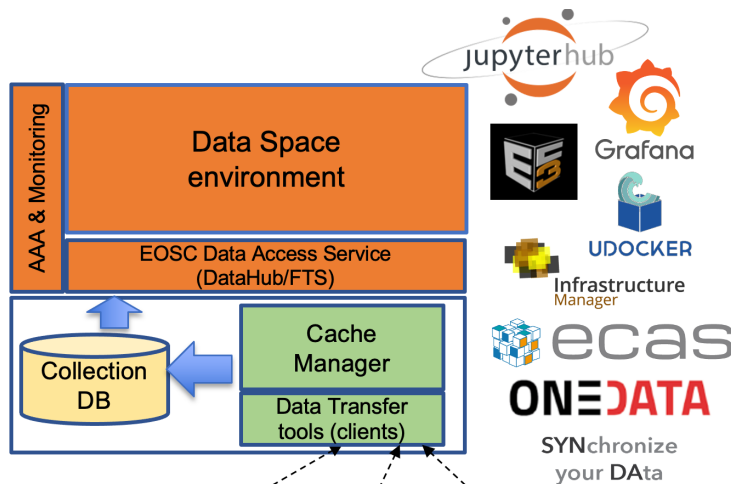 jupyterhub
AAA & Monitoring
Data Space
environment
EC3
Grafana
UDOCKER
EOSC Data Access Service
(DataHub/FTS)
Infrastructure
Manager
Cache
Manager
Collection
DB
ecas
Data Transfer
tools (clients)
ONEDATA
SYNchronize
your DAta